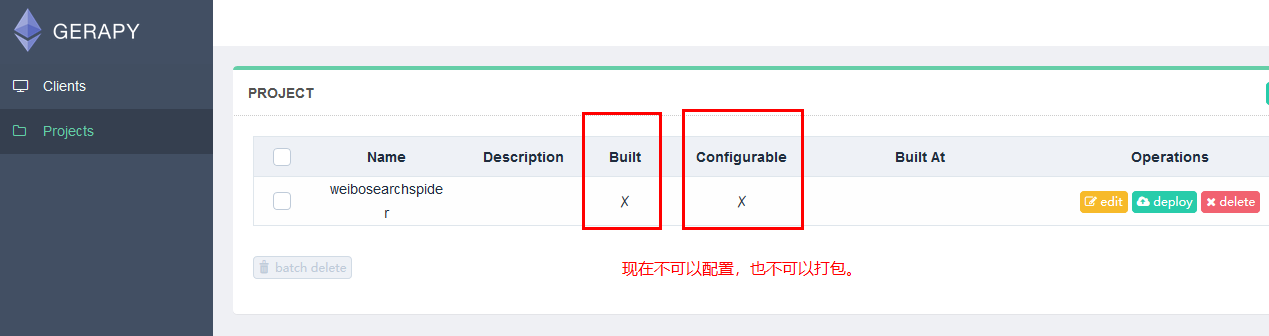 GERAPY
Clients
Projects
PROJECT
Name Description Built Configurable Built At Operations
weibosearchspide
r
✗ ✗
edit deploy delete
batch delete
现在不可以配置，也不可以打包。